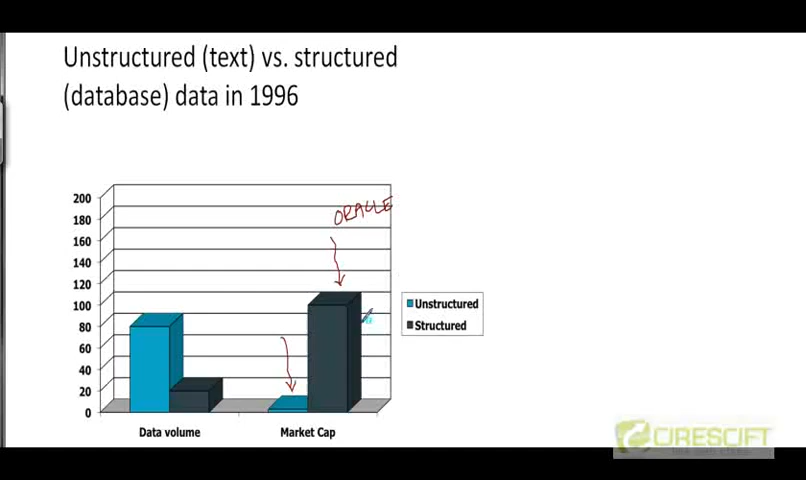 Unstructured (text) vs. structured
(database) data in 1996
200
180
160
140
120
100
80
60
40
20
0
ORACLE
Unstructured
Structured
Data volume
Market Cap